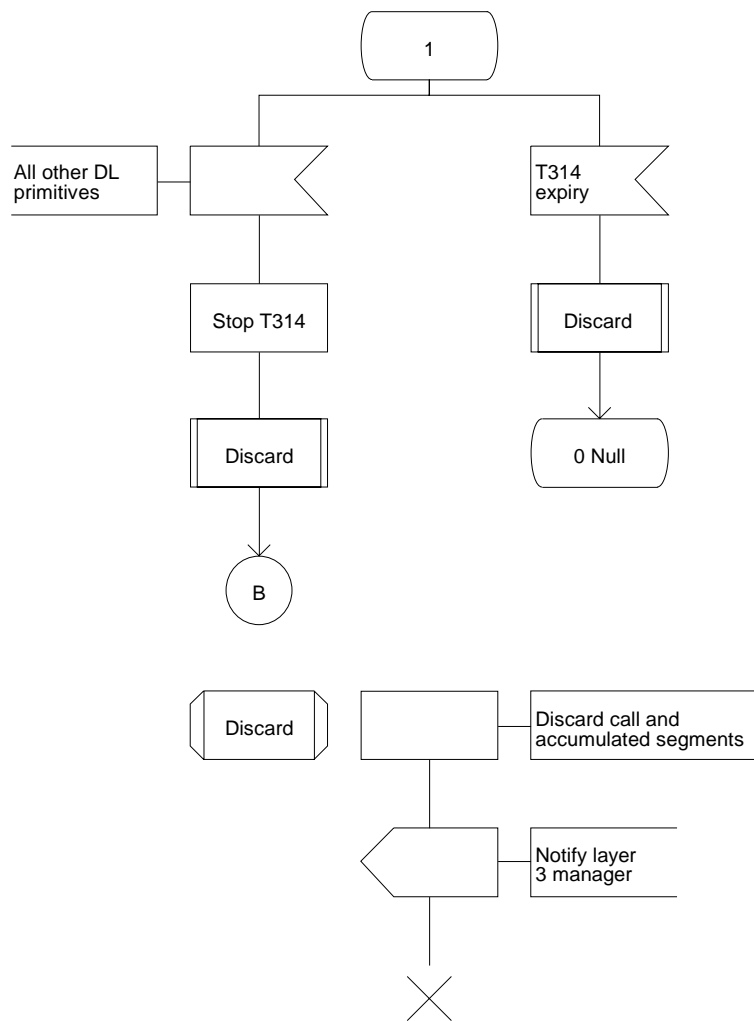 1
All other DL
primitives
T314
expiry
Stop T314
Discard
Discard
0 Null
B
Discard
Discard call and
accumulated segments
Notify layer
3 manager